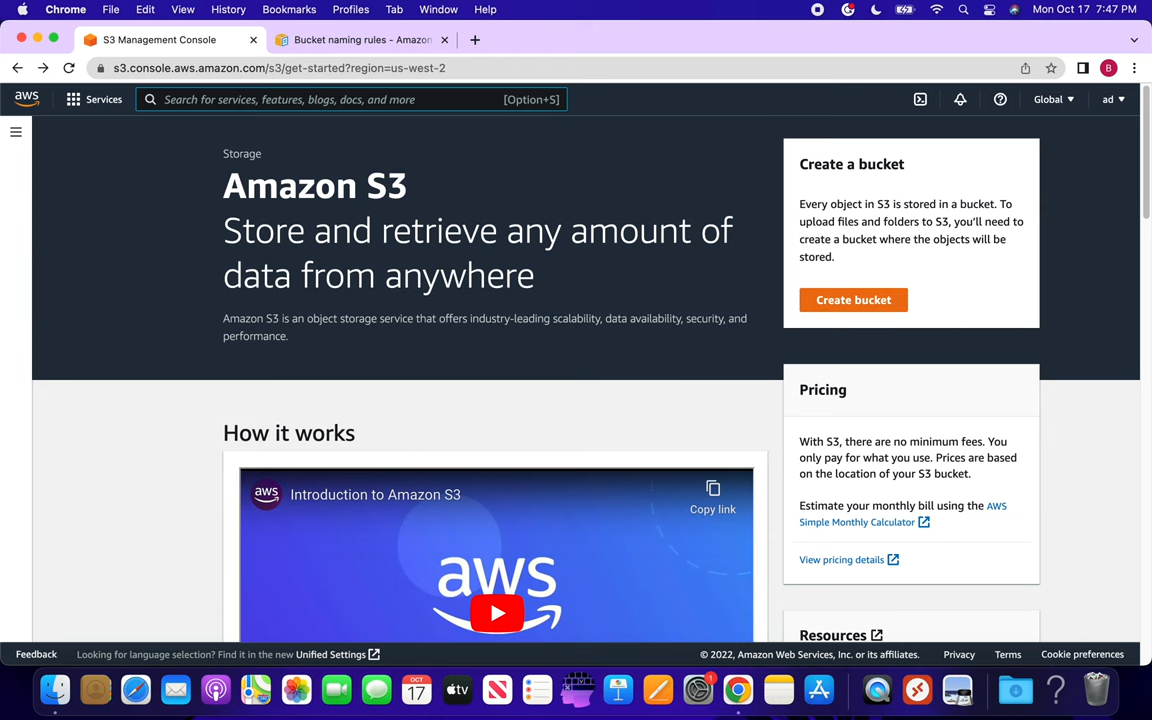 Chrome File Edit View History Bookmarks Profiles Tab Window Help Mon Oct 17 7:47 PM
S3 Management Console Bucket naming rules - Amazon
s3.console.aws.amazon.com/s3/get-started?region=us-west-2 B
aws Services Search for services, features, blogs, docs, and more [Option+S] Global ad
Storage
Amazon S3
Store and retrieve any amount of
data from anywhere
Amazon S3 is an object storage service that offers industry-leading scalability, data availability, security, and
performance.
Create a bucket
Every object in S3 is stored in a bucket. To
upload files and folders to S3, you'll need to
create a bucket where the objects will be
stored.
Create bucket
How it works
aws Introduction to Amazon S3
Copy link
aws
Pricing
With S3, there are no minimum fees. You
only pay for what you use. Prices are based
on the location of your S3 bucket.
Estimate your monthly bill using the AWS
Simple Monthly Calculator
View pricing details
Resources
Feedback Looking for language selection? Find it in the new Unified Settings © 2022, Amazon Web Services, Inc. or its affiliates. Privacy Terms Cookie preferences
OCT
17
tv
1